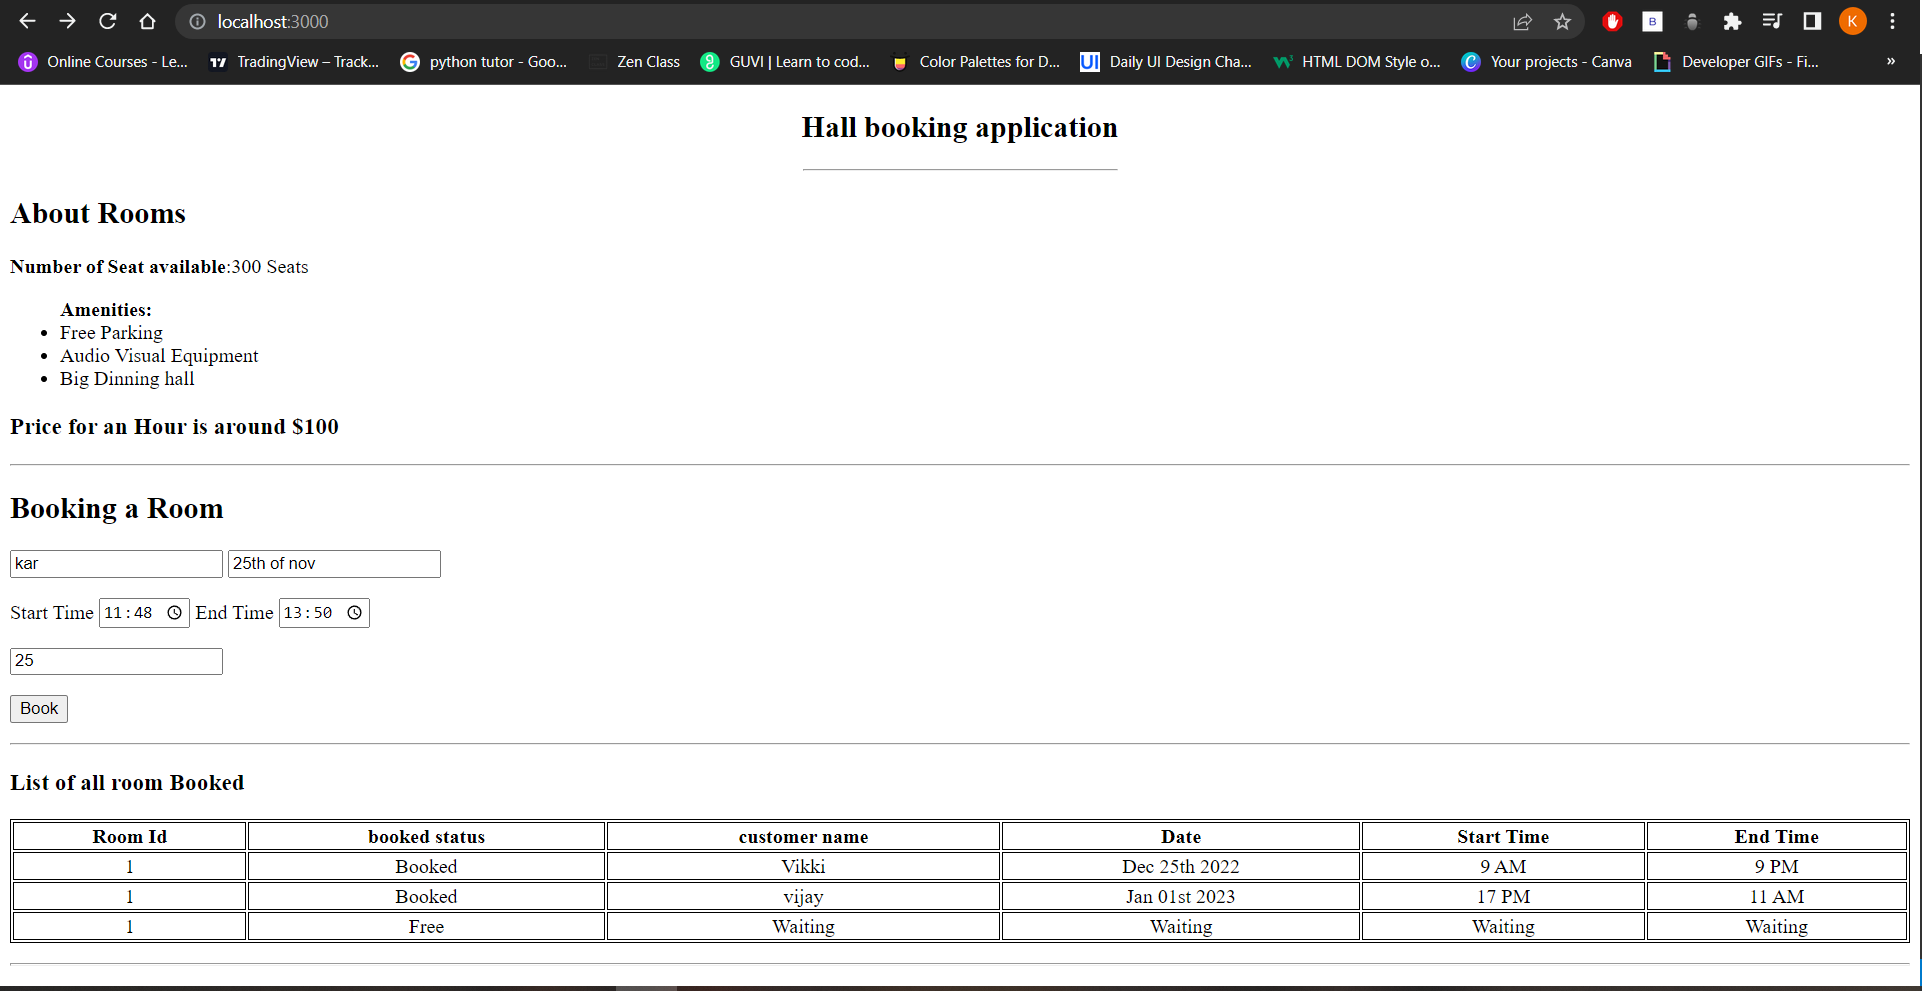 localhost:3000
B
K
Online Courses - Le... TradingView – Track... python tutor - Goo... Zen Class GUVI | Learn to cod... Color Palettes for D... UI Daily UI Design Cha... HTML DOM Style o... Your projects - Canva Developer GIFs - Fi... »
Hall booking application
About Rooms
Number of Seat available:300 Seats
Amenities:
Free Parking
Audio Visual Equipment
Big Dinning hall
Price for an Hour is around $100
Booking a Room
kar 25th of nov
Start Time 11:48 End Time 13:50
25
Book
List of all room Booked
Room Id booked status customer name Date Start Time End Time
1 Booked Vikki Dec 25th 2022 9 AM 9 PM
1 Booked vijay Jan 01st 2023 17 PM 11 AM
1 Free Waiting Waiting Waiting Waiting